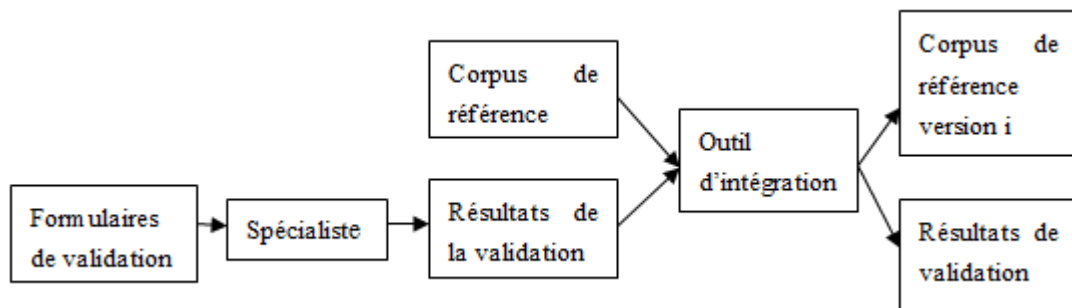 Formulaires
de validation
Spécialiste
Corpus de
référence
Résultats de
la validation
Outil
d'intégration
Corpus de
référence
version i
Résultats de
validation